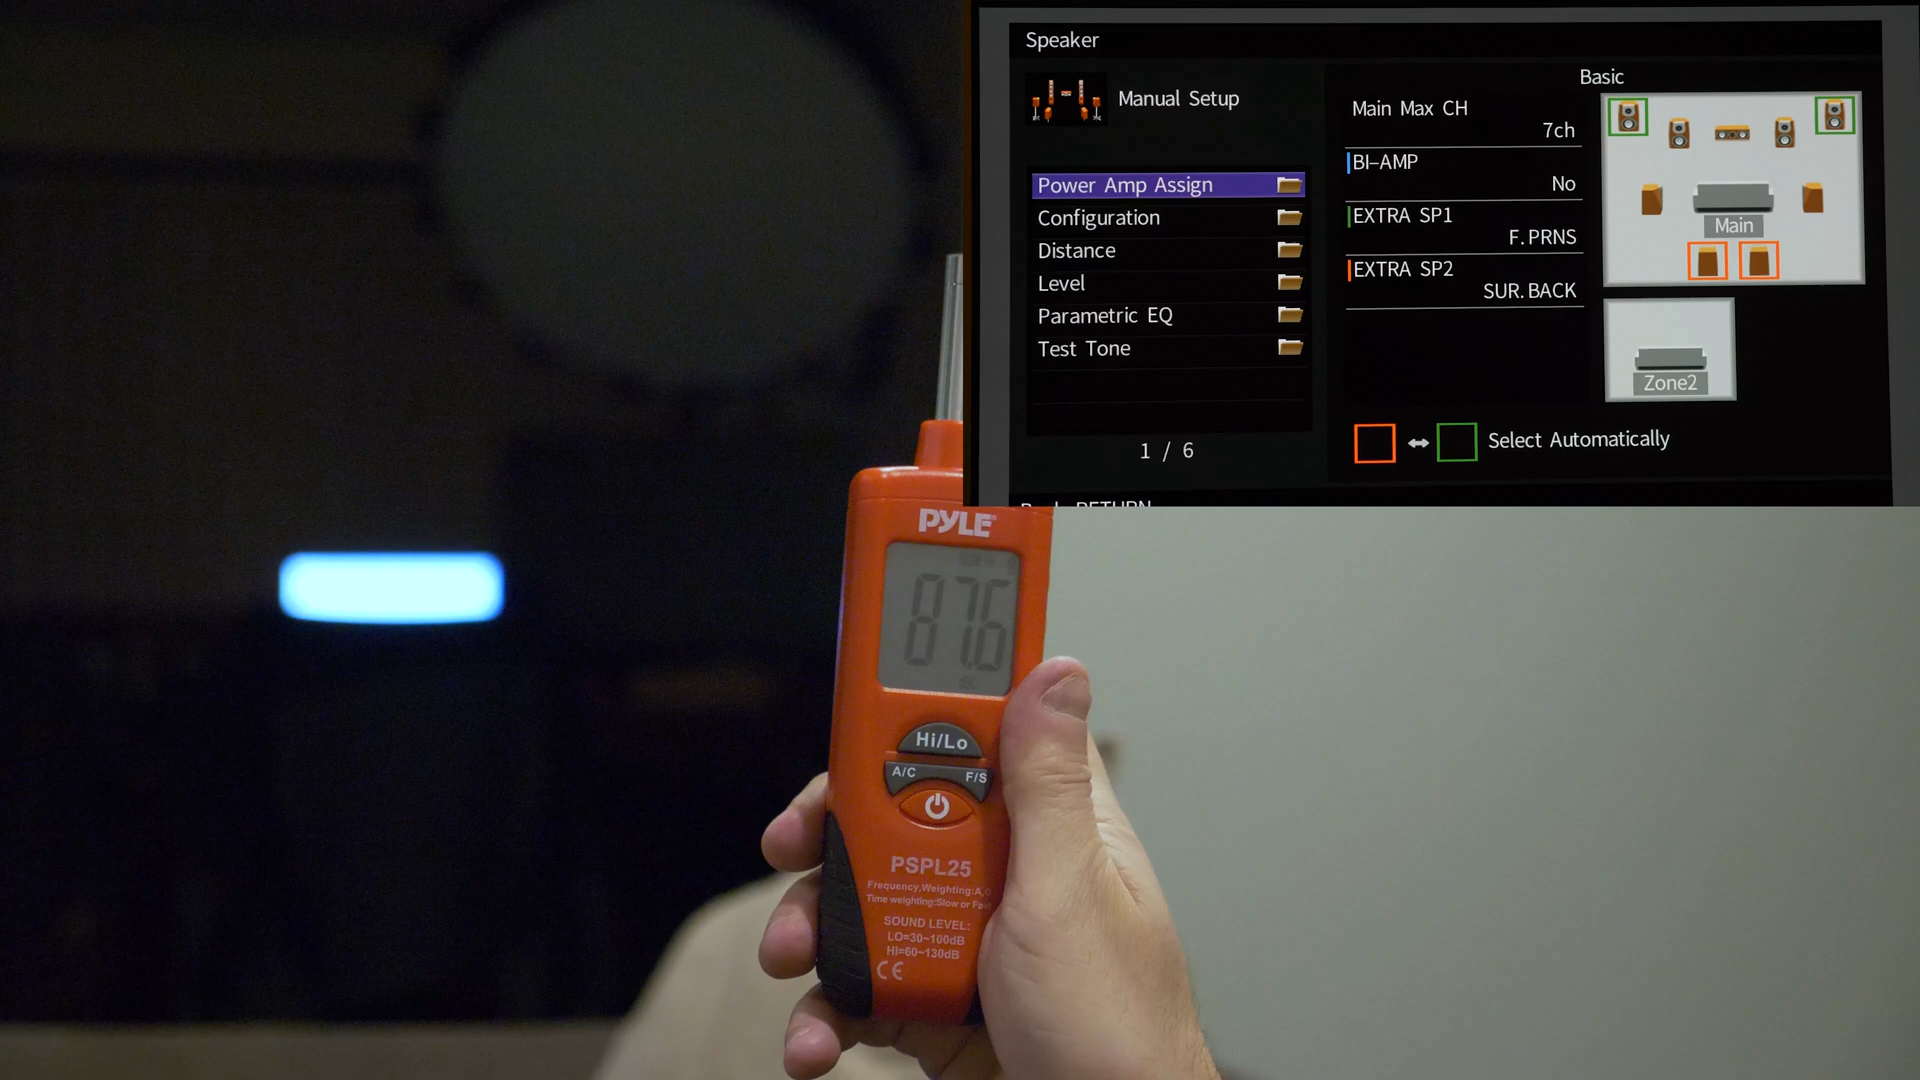 Speaker
Manual Setup
Power Amp Assign
Configuration
Distance
Level
Parametric EQ
Test Tone
1 / 6
Basic
Main Max CH
7ch
BI-AMP
No
EXTRA SP1
F.PRNS
EXTRA SP2
SUR.BACK
Main
Zone2
Select Automatically
RETURN
PYLE
87.6
Hi/Lo
A/C F/S
PSPL25
Frequency,Weighting:A,C
Time weighting:Slow or Fast
SOUND LEVEL:
LO=30~100dB
HI=60~130dB
CE